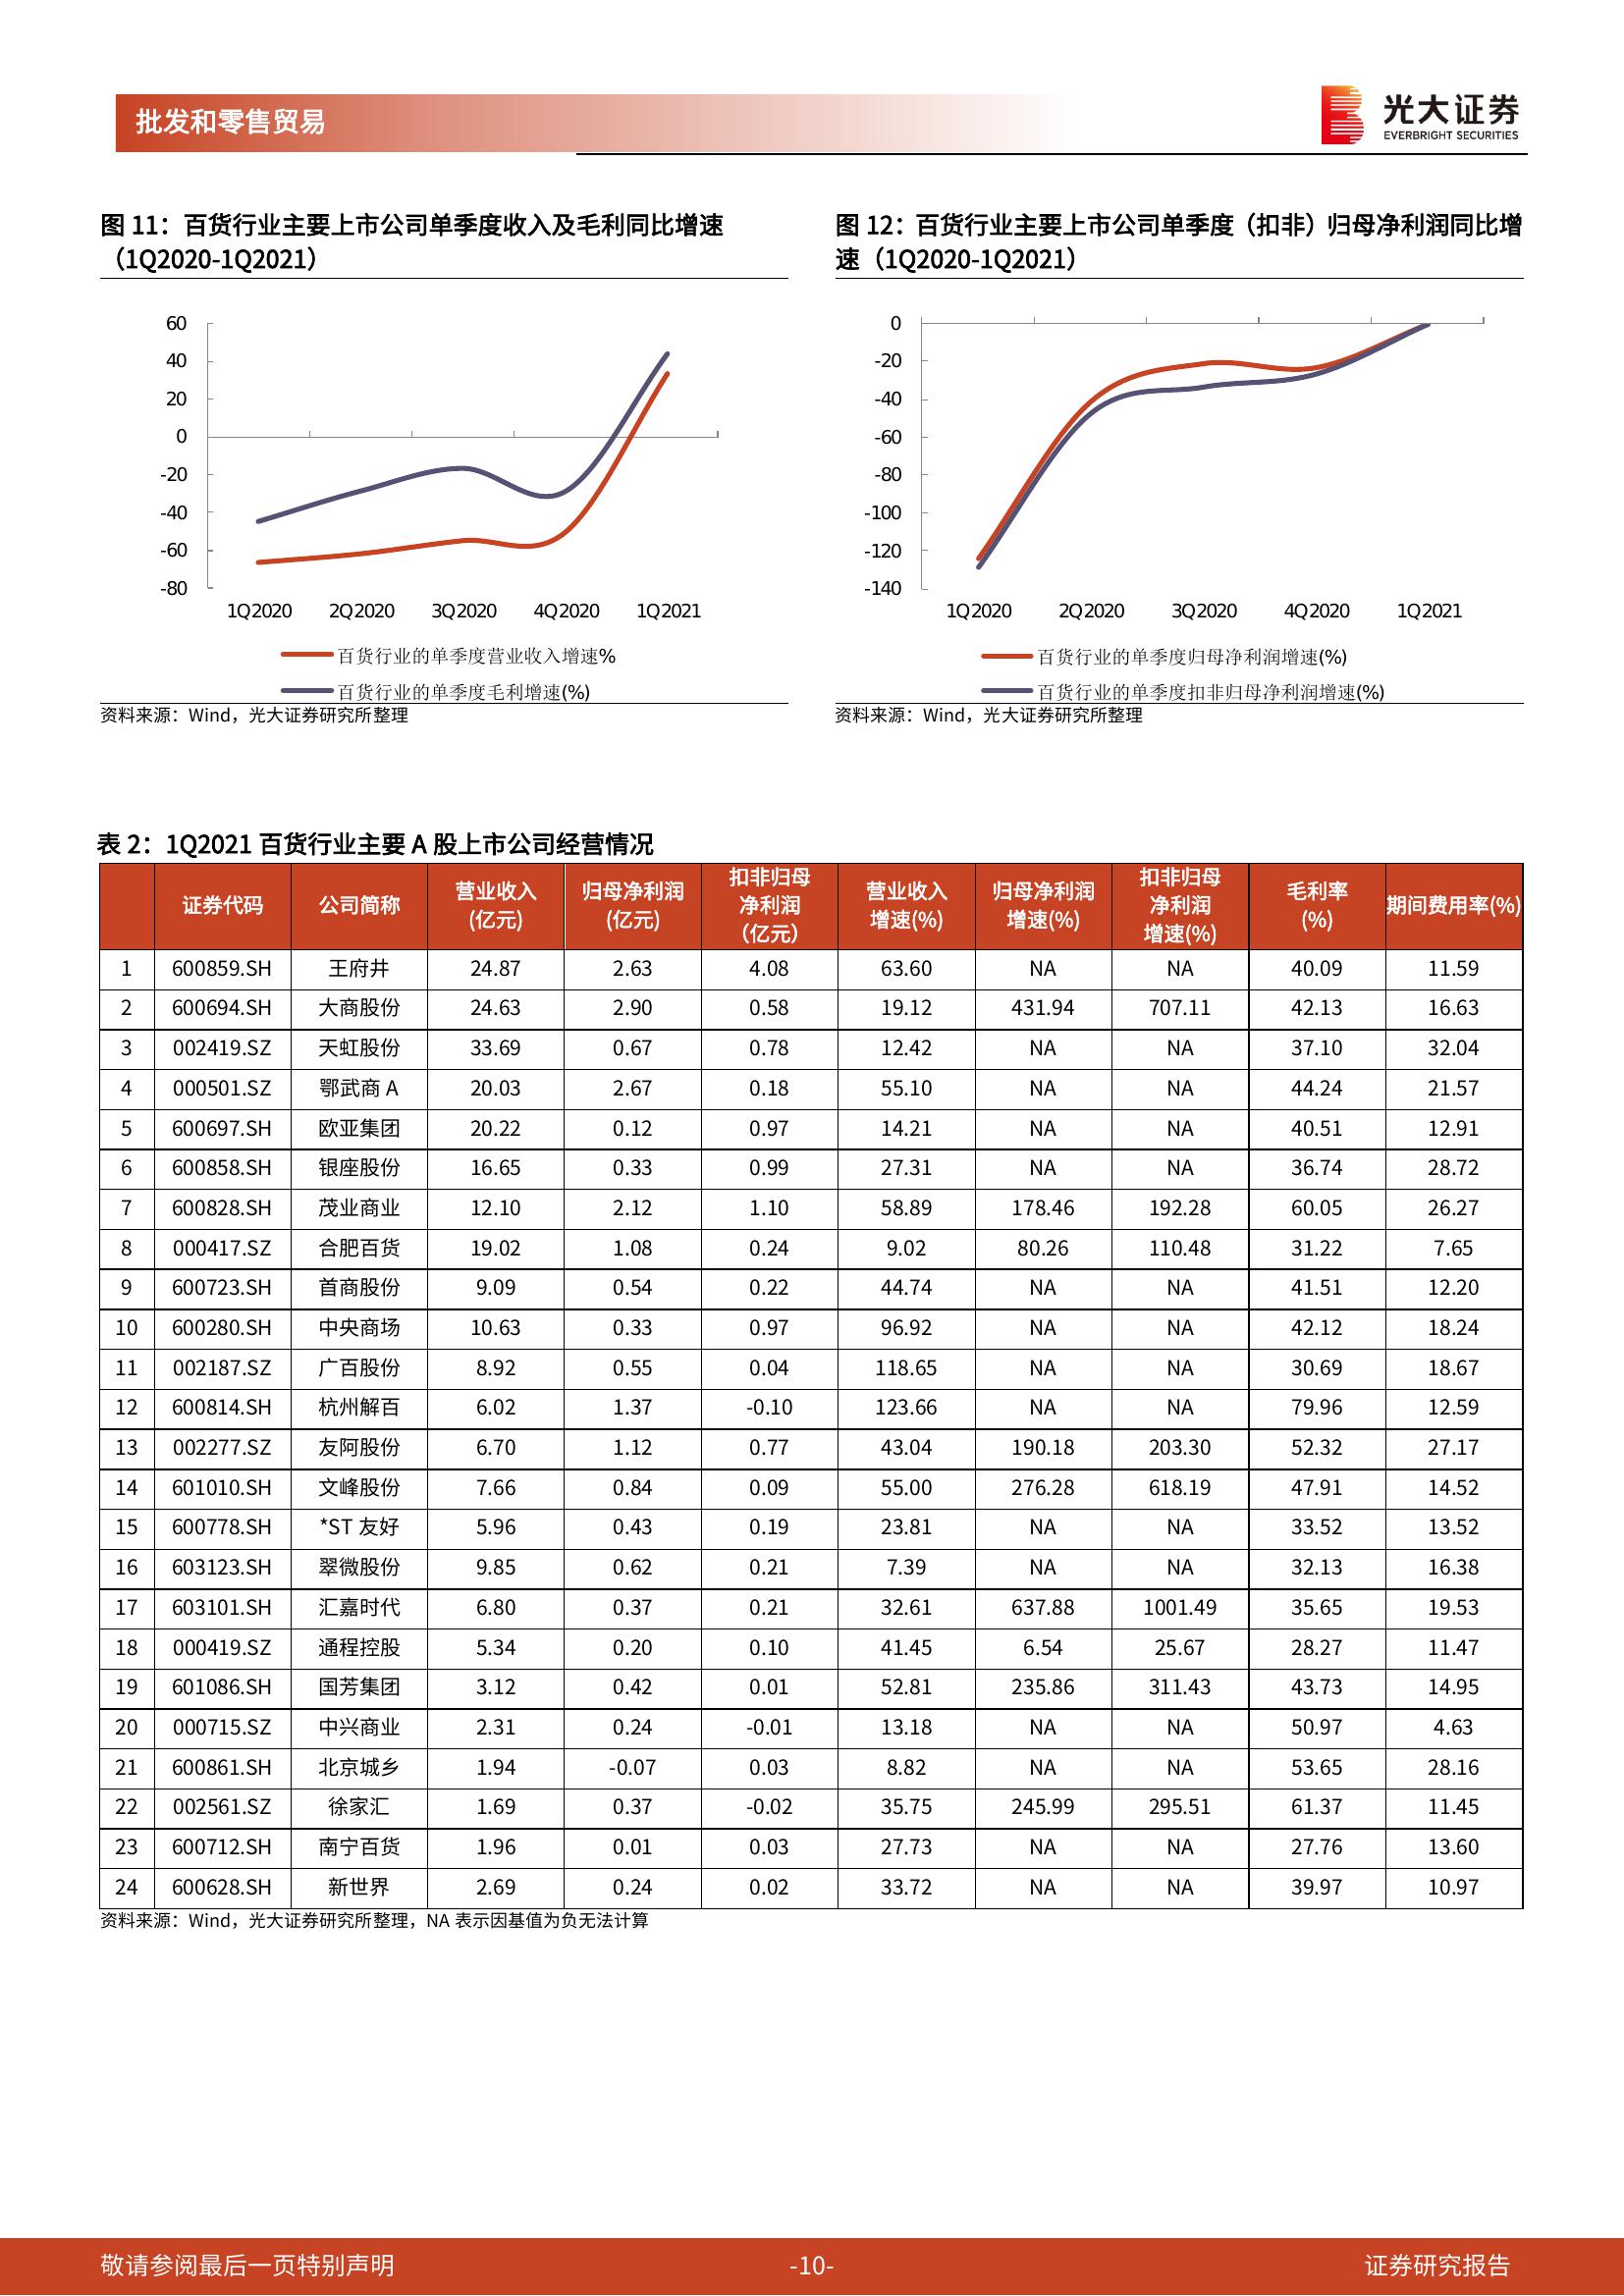 批发和零售贸易
光大证券
EVERBRIGHT SECURITIES
图 11：百货行业主要上市公司单季度收入及毛利同比增速
（1Q2020-1Q2021）
60
40
20
0
-20
-40
-60
-80
1Q2020 2Q2020 3Q2020 4Q2020 1Q2021
百货行业的单季度营业收入增速%
百货行业的单季度毛利增速(%)
资料来源：Wind，光大证券研究所整理
图 12：百货行业主要上市公司单季度（扣非）归母净利润同比增
速（1Q2020-1Q2021）
0
-20
-40
-60
-80
-100
-120
-140
1Q2020 2Q2020 3Q2020 4Q2020 1Q2021
百货行业的单季度归母净利润增速(%)
百货行业的单季度扣非归母净利润增速(%)
资料来源：Wind，光大证券研究所整理
表 2：1Q2021 百货行业主要 A 股上市公司经营情况
证券代码 公司简称 营业收入(亿元) 归母净利润(亿元) 扣非归母净利润（亿元） 营业收入增速(%) 归母净利润增速(%) 扣非归母净利润增速(%) 毛利率(%) 期间费用率(%)
1 600859.SH 王府井 24.87 2.63 4.08 63.60 NA NA 40.09 11.59
2 600694.SH 大商股份 24.63 2.90 0.58 19.12 431.94 707.11 42.13 16.63
3 002419.SZ 天虹股份 33.69 0.67 0.78 12.42 NA NA 37.10 32.04
4 000501.SZ 鄂武商 A 20.03 2.67 0.18 55.10 NA NA 44.24 21.57
5 600697.SH 欧亚集团 20.22 0.12 0.97 14.21 NA NA 40.51 12.91
6 600858.SH 银座股份 16.65 0.33 0.99 27.31 NA NA 36.74 28.72
7 600828.SH 茂业商业 12.10 2.12 1.10 58.89 178.46 192.28 60.05 26.27
8 000417.SZ 合肥百货 19.02 1.08 0.24 9.02 80.26 110.48 31.22 7.65
9 600723.SH 首商股份 9.09 0.54 0.22 44.74 NA NA 41.51 12.20
10 600280.SH 中央商场 10.63 0.33 0.97 96.92 NA NA 42.12 18.24
11 002187.SZ 广百股份 8.92 0.55 0.04 118.65 NA NA 30.69 18.67
12 600814.SH 杭州解百 6.02 1.37 -0.10 123.66 NA NA 79.96 12.59
13 002277.SZ 友阿股份 6.70 1.12 0.77 43.04 190.18 203.30 52.32 27.17
14 601010.SH 文峰股份 7.66 0.84 0.09 55.00 276.28 618.19 47.91 14.52
15 600778.SH *ST 友好 5.96 0.43 0.19 23.81 NA NA 33.52 13.52
16 603123.SH 翠微股份 9.85 0.62 0.21 7.39 NA NA 32.13 16.38
17 603101.SH 汇嘉时代 6.80 0.37 0.21 32.61 637.88 1001.49 35.65 19.53
18 000419.SZ 通程控股 5.34 0.20 0.10 41.45 6.54 25.67 28.27 11.47
19 601086.SH 国芳集团 3.12 0.42 0.01 52.81 235.86 311.43 43.73 14.95
20 000715.SZ 中兴商业 2.31 0.24 -0.01 13.18 NA NA 50.97 4.63
21 600861.SH 北京城乡 1.94 -0.07 0.03 8.82 NA NA 53.65 28.16
22 002561.SZ 徐家汇 1.69 0.37 -0.02 35.75 245.99 295.51 61.37 11.45
23 600712.SH 南宁百货 1.96 0.01 0.03 27.73 NA NA 27.76 13.60
24 600628.SH 新世界 2.69 0.24 0.02 33.72 NA NA 39.97 10.97
资料来源：Wind，光大证券研究所整理，NA 表示因基值为负无法计算
敬请参阅最后一页特别声明 -10- 证券研究报告